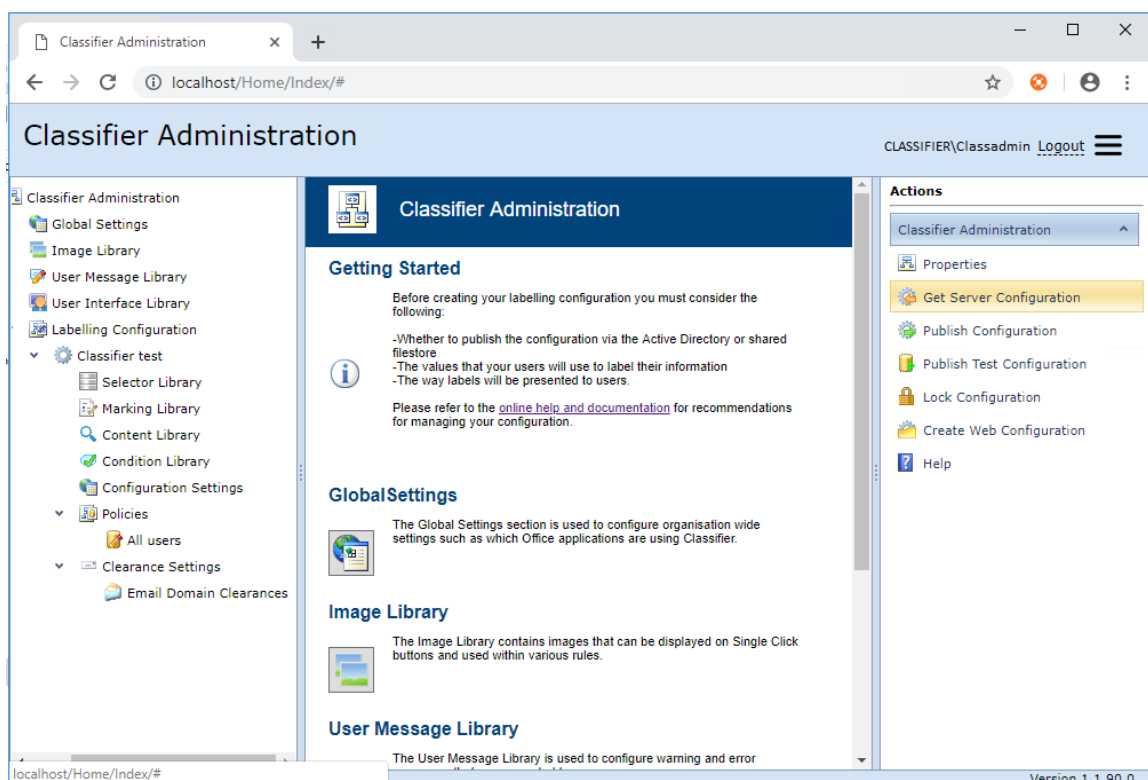 Classifier Administration
localhost/Home/Index/#
Classifier Administration
CLASSIFIER\Classadmin Logout
Classifier Administration
Global Settings
Image Library
User Message Library
User Interface Library
Labelling Configuration
Classifier test
Selector Library
Marking Library
Content Library
Condition Library
Configuration Settings
Policies
All users
Clearance Settings
Email Domain Clearances
Classifier Administration
Getting Started
Before creating your labelling configuration you must consider the
following:
-Whether to publish the configuration via the Active Directory or shared
filestore
-The values that your users will use to label their information
-The way labels will be presented to users.
Please refer to the online help and documentation for recommendations
for managing your configuration.
GlobalSettings
The Global Settings section is used to configure organisation wide
settings such as which Office applications are using Classifier.
Image Library
The Image Library contains images that can be displayed on Single Click
buttons and used within various rules.
User Message Library
The User Message Library is used to configure warning and error
Actions
Classifier Administration
Properties
Get Server Configuration
Publish Configuration
Publish Test Configuration
Lock Configuration
Create Web Configuration
Help
localhost/Home/Index/#
Version 1.1.90.0